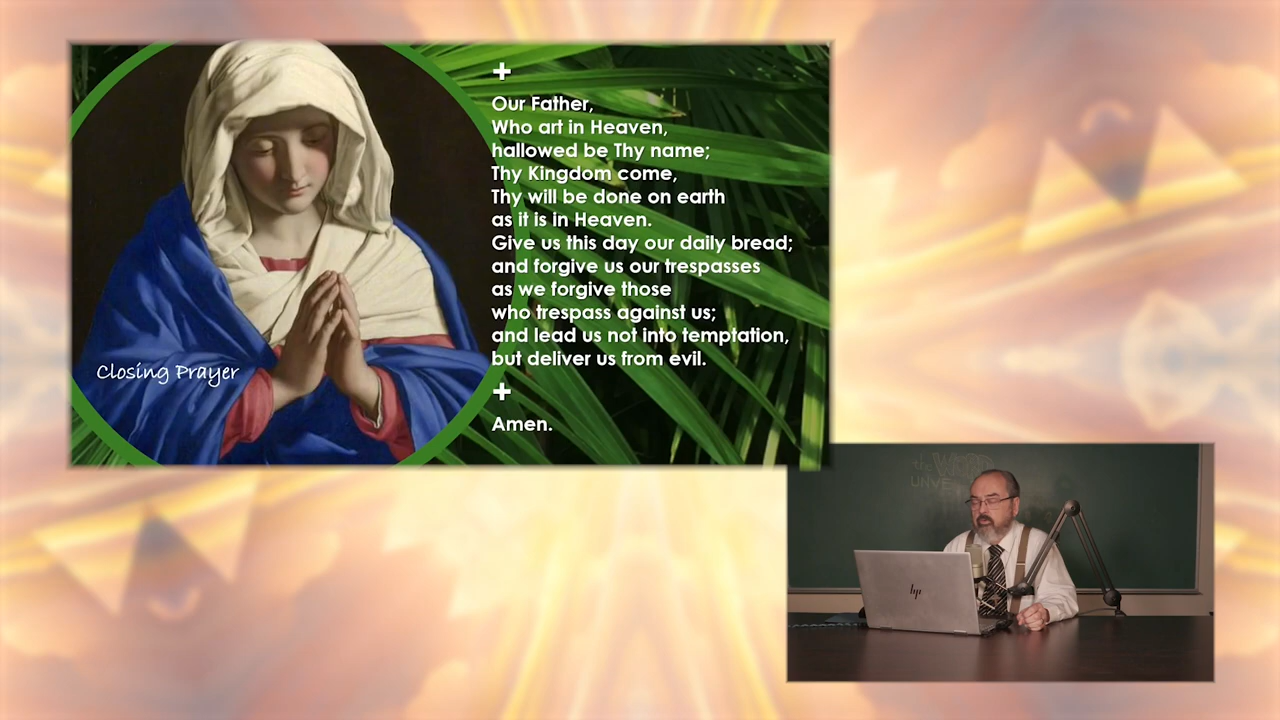 +
Our Father,
Who art in Heaven,
hallowed be Thy name;
Thy Kingdom come,
Thy will be done on earth
as it is in Heaven.
Give us this day our daily bread;
and forgive us our trespasses
as we forgive those
who trespass against us;
and lead us not into temptation,
but deliver us from evil.
+
Amen.
Closing Prayer
the WORD
hp